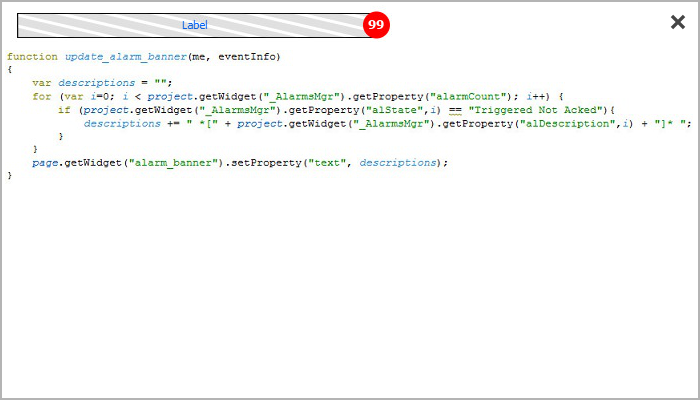 Label
99
function update_alarm_banner(me, eventInfo)
{
    var descriptions = "";
    for (var i=0; i < project.getWidget("_AlarmsMgr").getProperty("alarmCount"); i++) {
        if (project.getWidget("_AlarmsMgr").getProperty("alState",i) == "Triggered Not Acked"){
            descriptions += " *[" + project.getWidget("_AlarmsMgr").getProperty("alDescription",i) + "]* ";
        }
    }
    page.getWidget("alarm_banner").setProperty("text", descriptions);
}